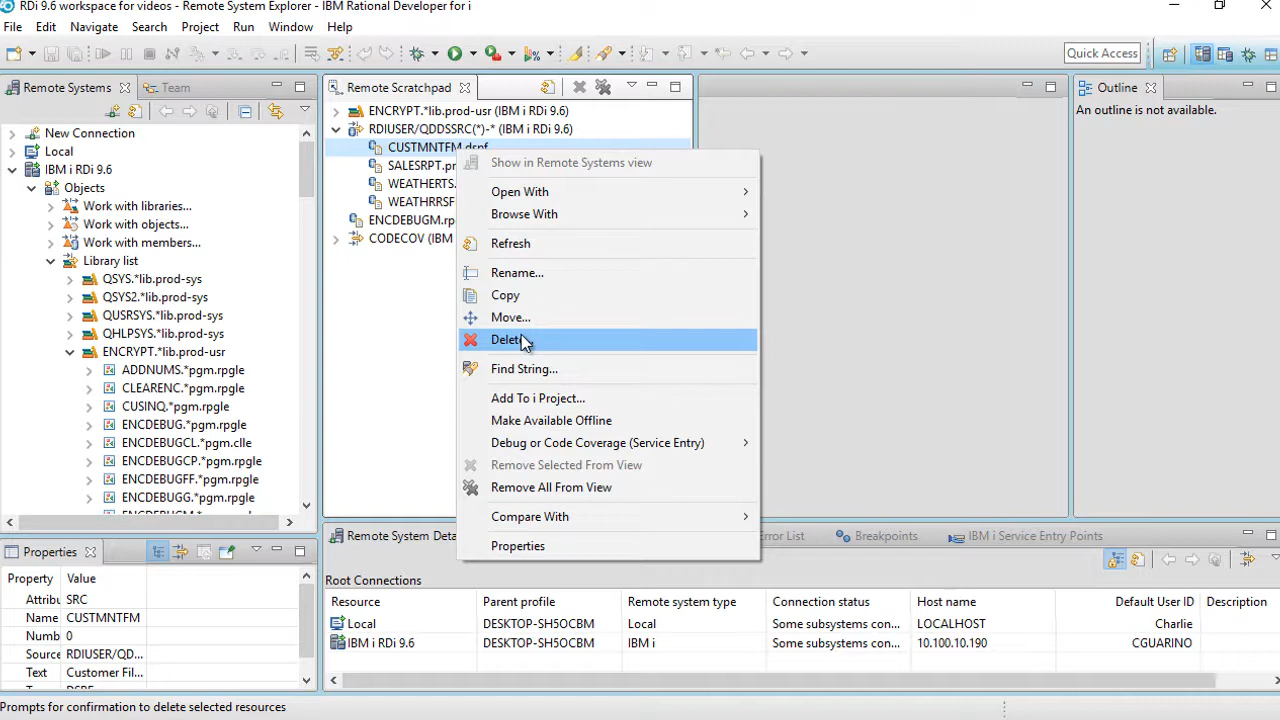 RDi 9.6 workspace for videos - Remote System Explorer - IBM Rational Developer for i
File Edit Navigate Search Project Run Window Help
Quick Access
Remote Systems
Team
New Connection
Local
IBM i RDi 9.6
Objects
Work with libraries...
Work with objects...
Work with members...
Library list
QSYS.*lib.prod-sys
QSYS2.*lib.prod-usr
QUSRSYS.*lib.prod-sys
QHLPSYS.*lib.prod-sys
ENCRYPT.*lib.prod-usr
ADDNUMS.*pgm.rpgle
CLEARENC.*pgm.rpgle
CUSINQ.*pgm.rpgle
ENCDEBUG.*pgm.rpgle
ENCDEBUGCL.*pgm.clle
ENCDEBUGCP.*pgm.rpgle
ENCDEBUGFF.*pgm.rpgle
ENCDEBUGG.*pgm.rpgle
Remote Scratchpad
ENCRYPT.*lib.prod-usr (IBM i RDi 9.6)
RDIUSER/QDDSSRC(*)-* (IBM i RDi 9.6)
CUSTMNTFM.dspf
SALESRPT.pr
WEATHERTS.
WEATHRRSF
ENCDEBUGM.rp
CODECOV (IBM
Show in Remote Systems view
Open With
Browse With
Refresh
Rename...
Copy
Move...
Delete
Find String...
Add To i Project...
Make Available Offline
Debug or Code Coverage (Service Entry)
Remove Selected From View
Remove All From View
Compare With
Properties
Outline
An outline is not available.
Properties
Property Value
Attribu SRC
Name CUSTMNTFM
Numb 0
Source RDIUSER/QD...
Text Customer Fil...
Remote System Deta
Error List
Breakpoints
IBM i Service Entry Points
Root Connections
Resource Parent profile Remote system type Connection status Host name Default User ID Description
Local DESKTOP-SH5OCBM Local Some subsystems con... LOCALHOST Charlie
IBM i RDi 9.6 DESKTOP-SH5OCBM IBM i Some subsystems con... 10.100.10.190 CGUARINO
Prompts for confirmation to delete selected resources